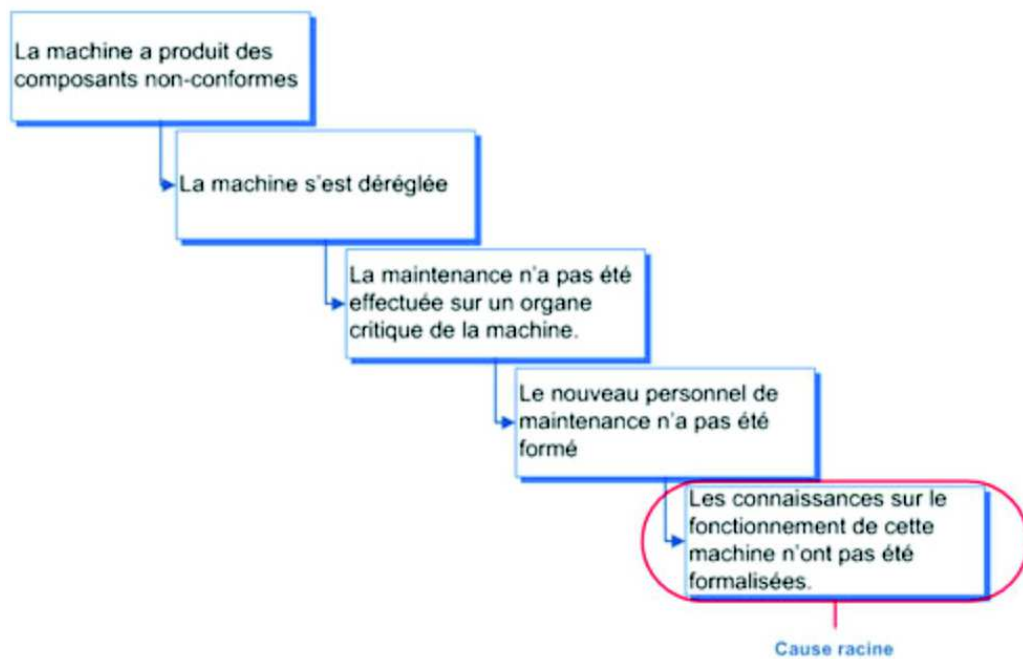 La machine a produit des
composants non-conformes
La machine s'est déréglée
La maintenance n'a pas été
effectuée sur un organe
critique de la machine.
Le nouveau personnel de
maintenance n'a pas été
formé
Les connaissances sur le
fonctionnement de cette
machine n'ont pas été
formalisées.
Cause racine